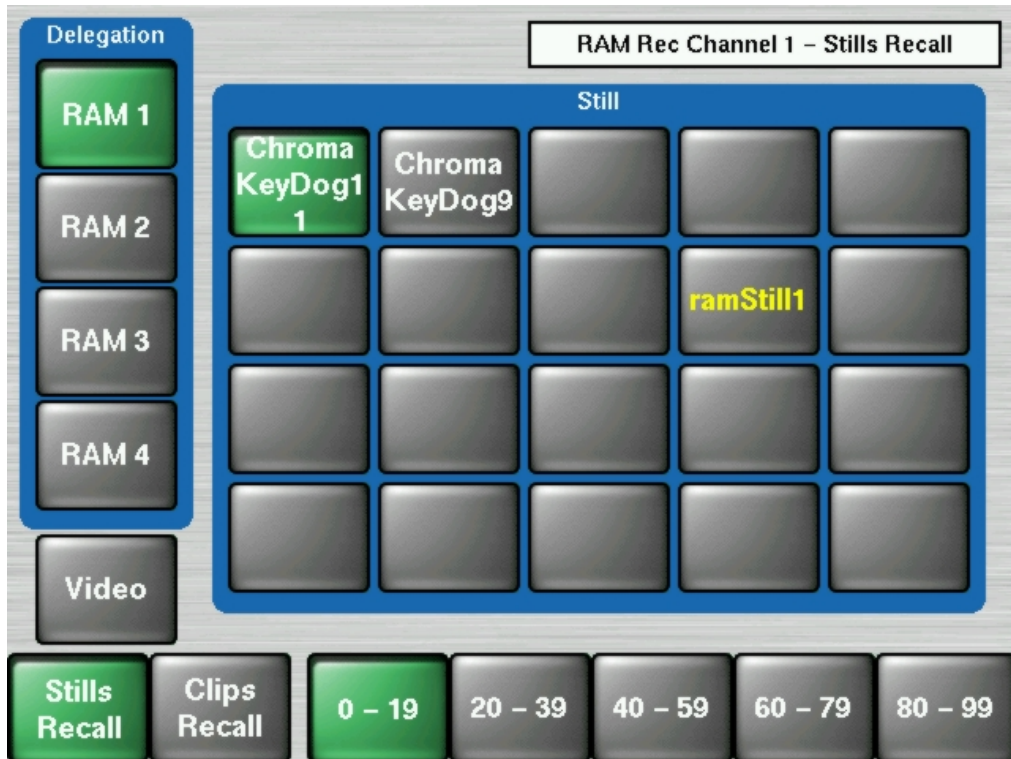 Delegation
RAM Rec Channel 1 – Stills Recall
RAM 1
RAM 2
RAM 3
RAM 4
Still
Chroma
KeyDog1
1
Chroma
KeyDog9
ramStill1
Video
Stills
Recall
Clips
Recall
0 – 19
20 – 39
40 – 59
60 – 79
80 – 99